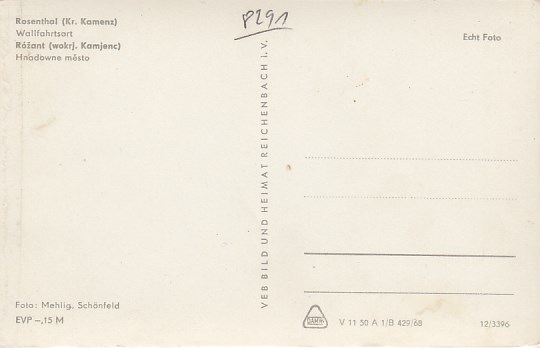 Rosenthal (Kr. Kamenz)
Wallfahrtsort
Róžant (wokrj. Kamjenc)
Hnadowne město
P291
Echt Foto
VEB BILD UND HEIMAT REICHENBACH i. V.
Foto: Mehlig, Schönfeld
EVP –,15 M
V 11 50 A 1/B 429/68
12/3396